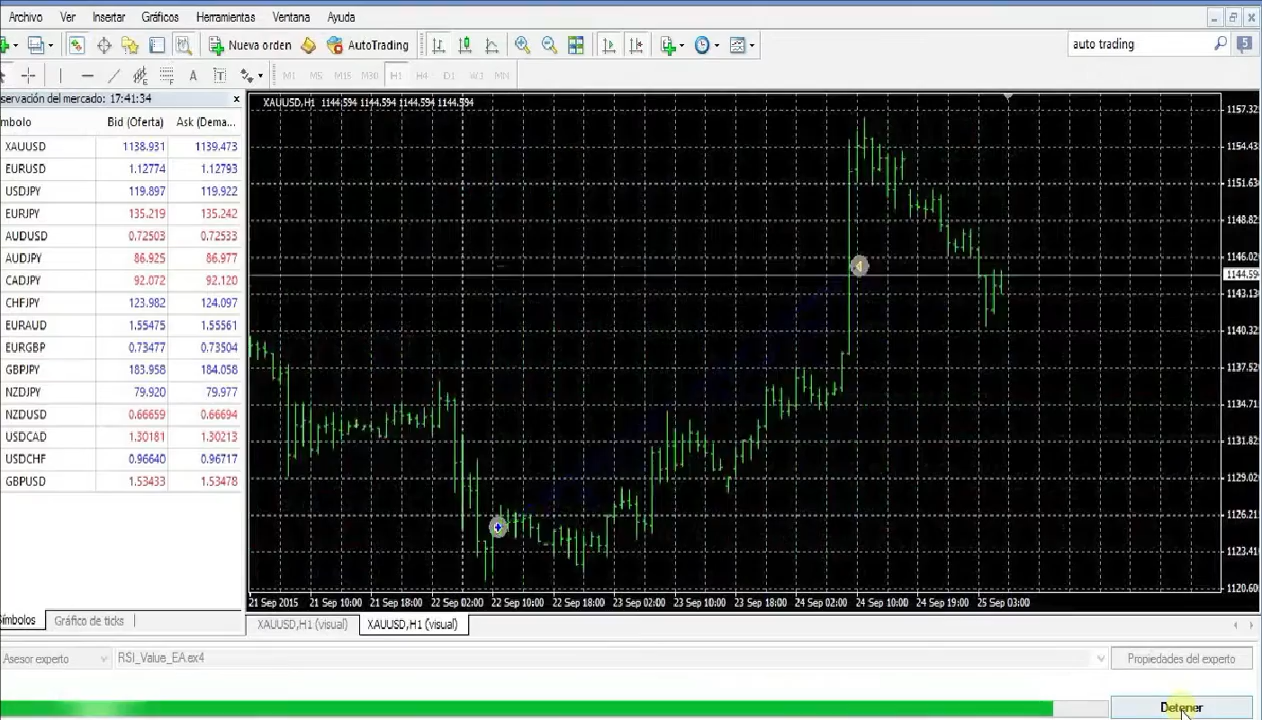 Archivo Ver Insertar Gráficos Herramientas Ventana Ayuda
Nueva orden AutoTrading auto trading 5
A T M1 M5 M15 M30 H1 H4 D1 W1 MN
servación del mercado: 17:41:34
mbolo Bid (Oferta) Ask (Dema...
XAUUSD 1138.931 1139.473
EURUSD 1.12774 1.12793
USDJPY 119.897 119.922
EURJPY 135.219 135.242
AUDUSD 0.72503 0.72533
AUDJPY 86.925 86.977
CADJPY 92.072 92.120
CHFJPY 123.982 124.097
EURAUD 1.55475 1.55561
EURGBP 0.73477 0.73504
GBPJPY 183.958 184.058
NZDJPY 79.920 79.977
NZDUSD 0.66659 0.66694
USDCAD 1.30181 1.30213
USDCHF 0.96640 0.96717
GBPUSD 1.53433 1.53478
ímbolos Gráfico de ticks
XAUUSD,H1 1144.594 1144.594 1144.594 1144.594
1157.32
1154.43
1151.63
1148.82
1146.02
1144.59
1143.13
1140.32
1137.52
1134.71
1131.82
1129.02
1126.21
1123.41
1120.60
21 Sep 2015 21 Sep 10:00 21 Sep 18:00 22 Sep 02:00 22 Sep 10:00 22 Sep 18:00 23 Sep 02:00 23 Sep 10:00 23 Sep 18:00 24 Sep 02:00 24 Sep 10:00 24 Sep 19:00 25 Sep 03:00
XAUUSD,H1 (visual) XAUUSD,H1 (visual)
Asesor experto RSI_Value_EA.ex4 Propiedades del experto
Detener